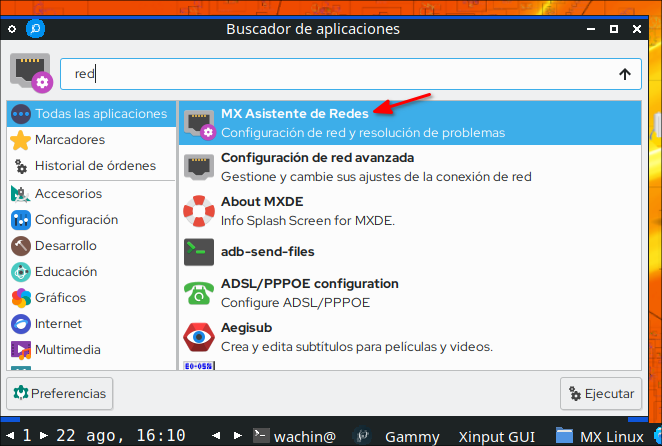 Buscador de aplicaciones
red
Todas las aplicaciones
Marcadores
Historial de órdenes
Accesorios
Configuración
Desarrollo
Educación
Gráficos
Internet
Multimedia
MX Asistente de Redes
Configuración de red y resolución de problemas
Configuración de red avanzada
Gestione y cambie sus ajustes de la conexión de red
About MXDE
Info Splash Screen for MXDE.
adb-send-files
ADSL/PPPOE configuration
Configure ADSL/PPPOE
Aegisub
Crea y edita subtítulos para películas y videos.
Preferencias
Ejecutar
1 22 ago, 16:10 wachin@ Gammy Xinput GUI MX Linux